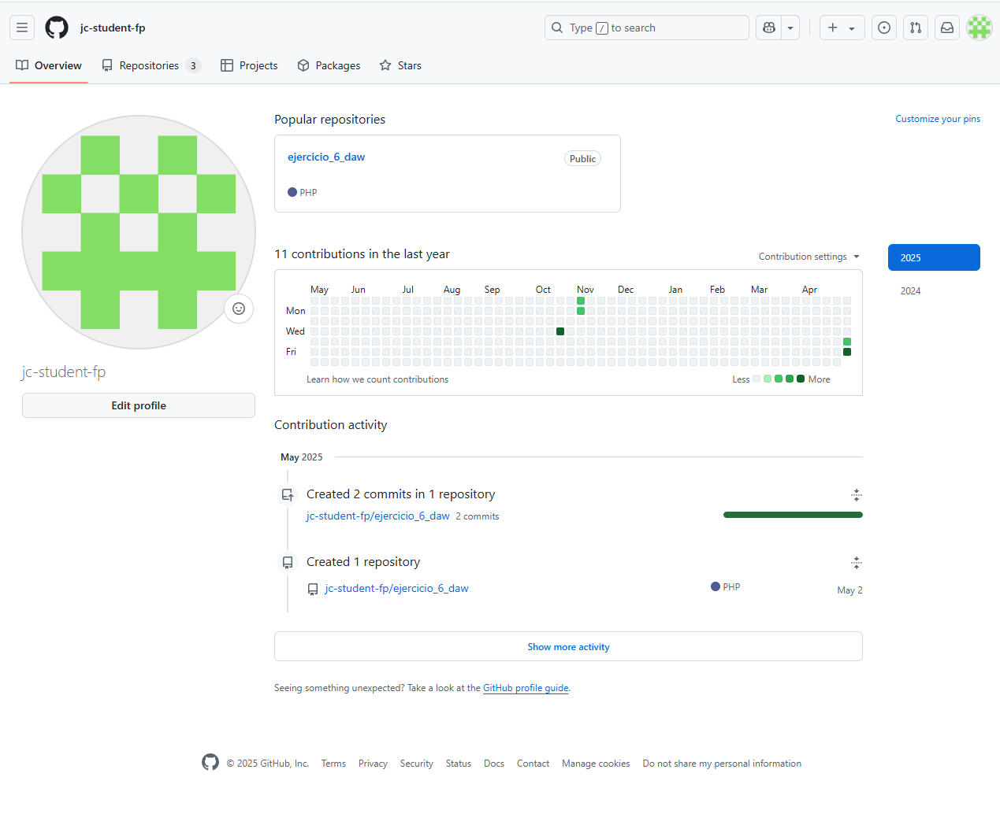 jc-student-fp
Type / to search
Overview
Repositories 3
Projects
Packages
Stars
Popular repositories
Customize your pins
ejercicio_6_daw
Public
PHP
11 contributions in the last year
Contribution settings
2025
2024
May Jun Jul Aug Sep Oct Nov Dec Jan Feb Mar Apr
Mon
Wed
Fri
Learn how we count contributions
Less More
jc-student-fp
Edit profile
Contribution activity
May 2025
Created 2 commits in 1 repository
jc-student-fp/ejercicio_6_daw 2 commits
Created 1 repository
jc-student-fp/ejercicio_6_daw
PHP
May 2
Show more activity
Seeing something unexpected? Take a look at the GitHub profile guide.
© 2025 GitHub, Inc. Terms Privacy Security Status Docs Contact Manage cookies Do not share my personal information